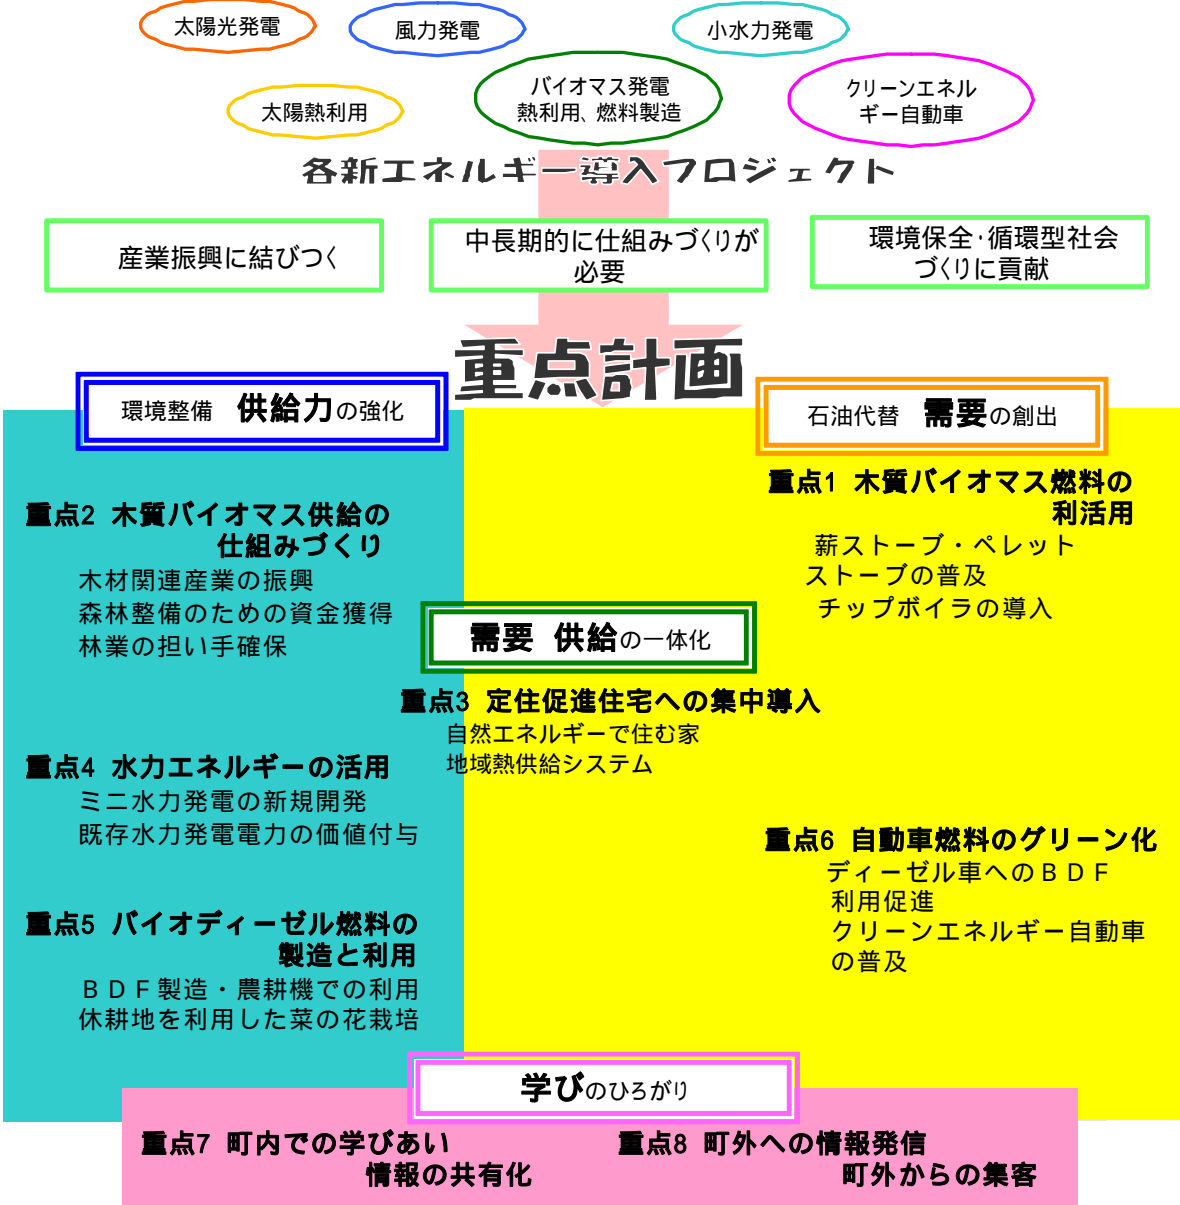 太陽光発電
風力発電
小水力発電
太陽熱利用
バイオマス発電
熱利用、燃料製造
クリーンエネル
ギー自動車
各新エネルギー導入プロジェクト
産業振興に結びつく
中長期的に仕組みづくりが
必要
環境保全・循環型社会
づくりに貢献
重点計画
環境整備 供給力の強化
石油代替 需要の創出
重点2 木質バイオマス供給の
仕組みづくり
木材関連産業の振興
森林整備のための資金獲得
林業の担い手確保
重点1 木質バイオマス燃料の
利活用
薪ストーブ・ペレット
ストーブの普及
チップボイラの導入
需要 供給の一体化
重点3 定住促進住宅への集中導入
自然エネルギーで住む家
地域熱供給システム
重点4 水力エネルギーの活用
ミニ水力発電の新規開発
既存水力発電電力の価値付与
重点5 バイオディーゼル燃料の
製造と利用
ＢＤＦ製造・農耕機での利用
休耕地を利用した菜の花栽培
重点6 自動車燃料のグリーン化
ディーゼル車へのＢＤＦ
利用促進
クリーンエネルギー自動車
の普及
学びのひろがり
重点7 町内での学びあい
情報の共有化
重点8 町外への情報発信
町外からの集客